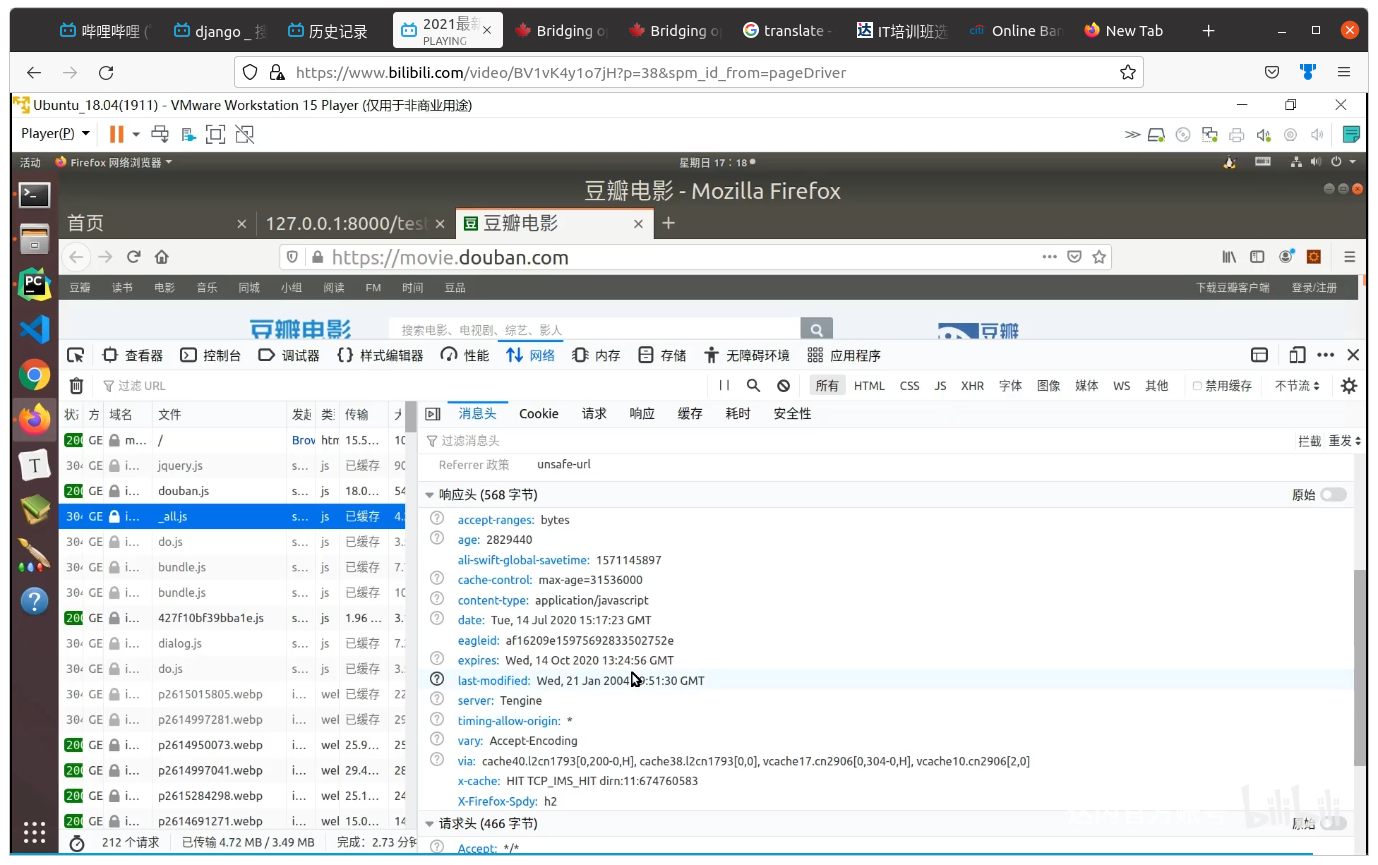 哔哩哔哩 (
django _ 搜
历史记录
2021最新
PLAYING
Bridging o
Bridging o
translate -
IT培训班选
Online Ban
New Tab
https://www.bilibili.com/video/BV1vK4y1o7jH?p=38&spm_id_from=pageDriver
Ubuntu_18.04(1911) - VMware Workstation 15 Player (仅用于非商业用途)
Player(P)
活动 Firefox 网络浏览器 星期日 17：18
豆瓣电影 - Mozilla Firefox
首页 127.0.0.1:8000/test 豆瓣电影
https://movie.douban.com
豆瓣 读书 电影 音乐 同城 小组 阅读 FM 时间 豆品 下载豆瓣客户端 登录/注册
豆瓣电影 搜索电影、电视剧、综艺、影人 豆瓣
查看器 控制台 调试器 样式编辑器 性能 网络 内存 存储 无障碍环境 应用程序
过滤 URL 所有 HTML CSS JS XHR 字体 图像 媒体 WS 其他 禁用缓存 不节流
状 方 域名 文件 发起 类 传输 大 消息头 Cookie 请求 响应 缓存 耗时 安全性
200 GE m... / Brov htm 15.5... 10
过滤消息头 拦截 重发
304 GE i... jquery.js s... js 已缓存 90
Referrer 政策 unsafe-url
200 GE i... douban.js s... js 18.0... 54
响应头 (568 字节) 原始
304 GE i... _all.js s... js 已缓存 4.
accept-ranges: bytes
304 GE i... do.js s... js 已缓存 3.
age: 2829440
ali-swift-global-savetime: 1571145897
304 GE i... bundle.js s... js 已缓存 7.
cache-control: max-age=31536000
304 GE i... bundle.js s... js 已缓存 10
content-type: application/javascript
200 GE i... 427f10bf39bba1e.js s... js 1.96 ... 3.
date: Tue, 14 Jul 2020 15:17:23 GMT
304 GE i... dialog.js s... js 已缓存 7.
eagleid: af16209e15975692833502752e
304 GE i... do.js s... js 已缓存 3.
expires: Wed, 14 Oct 2020 13:24:56 GMT
304 GE i... p2615015805.webp i... wel 已缓存 22
last-modified: Wed, 21 Jan 2004 9:51:30 GMT
server: Tengine
304 GE i... p2614997281.webp i... wel 已缓存 29
timing-allow-origin: *
200 GE i... p2614950073.webp i... wel 25.9... 25
vary: Accept-Encoding
200 GE i... p2614997041.webp i... wel 29.4... 28
via: cache40.l2cn1793[0,200-0,H], cache38.l2cn1793[0,0], vcache17.cn2906[0,304-0,H], vcache10.cn2906[2,0]
x-cache: HIT TCP_IMS_HIT dirn:11:674760583
200 GE i... p2615284298.webp i... wel 25.1... 24
X-Firefox-Spdy: h2
200 GE i... p2614691271.webp i... wel 15.0... 14
请求头 (466 字节) 原始
bilibili
212 个请求 已传输 4.72 MB / 3.49 MB 完成：2.73 分钟
Accept: */*